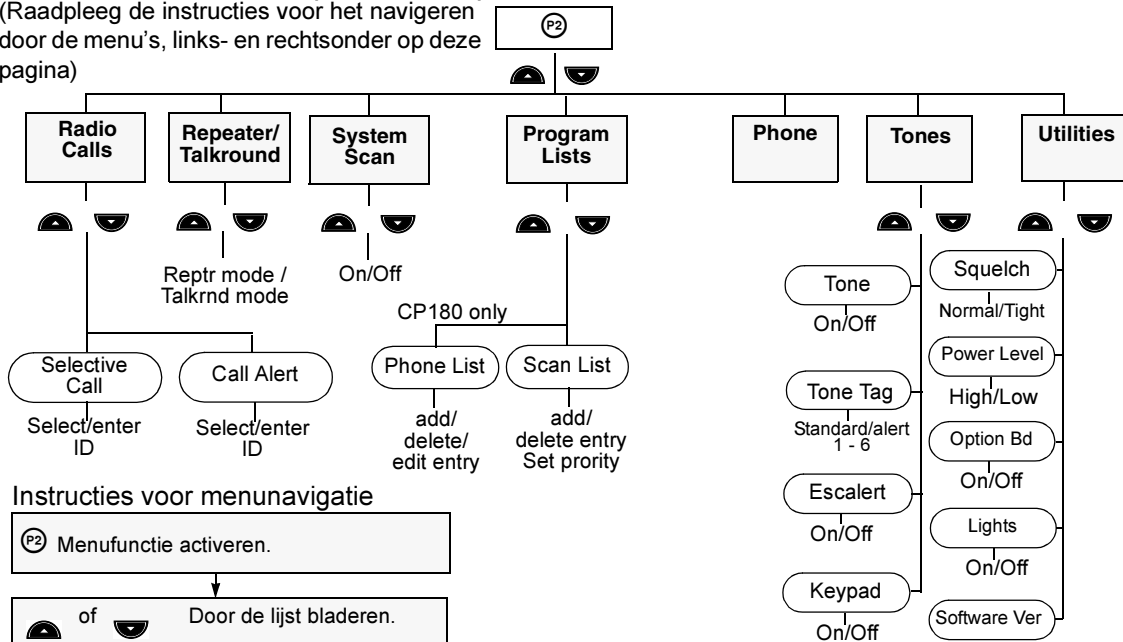 (Raadpleeg de instructies voor het navigeren
door de menu's, links- en rechtsonder op deze
pagina)
P2
Radio
Calls
Repeater/
Talkround
System
Scan
Program
Lists
Phone
Tones
Utilities
Reptr mode /
Talkrnd mode
On/Off
CP180 only
Selective
Call
Select/enter
ID
Call Alert
Select/enter
ID
Phone List
add/
delete/
edit entry
Scan List
add/
delete entry
Set prority
Tone
On/Off
Tone Tag
Standard/alert
1 - 6
Escalert
On/Off
Keypad
On/Off
Squelch
Normal/Tight
Power Level
High/Low
Option Bd
On/Off
Lights
On/Off
Software Ver
Instructies voor menunavigatie
P2 Menufunctie activeren.
of Door de lijst bladeren.